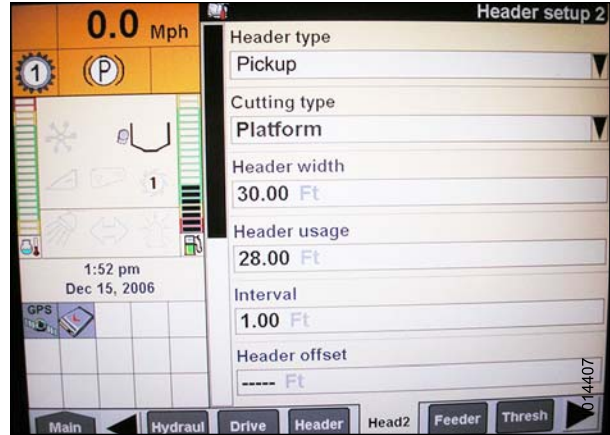 0.0 Mph
Header setup 2
1
(P)
Header type
Pickup
Cutting type
Platform
Header width
30.00 Ft
Header usage
28.00 Ft
Interval
1.00 Ft
Header offset
----- Ft
1
1:52 pm
Dec 15, 2006
GPS
Main
Hydraul
Drive
Header
Head2
Feeder
Thresh
1014407